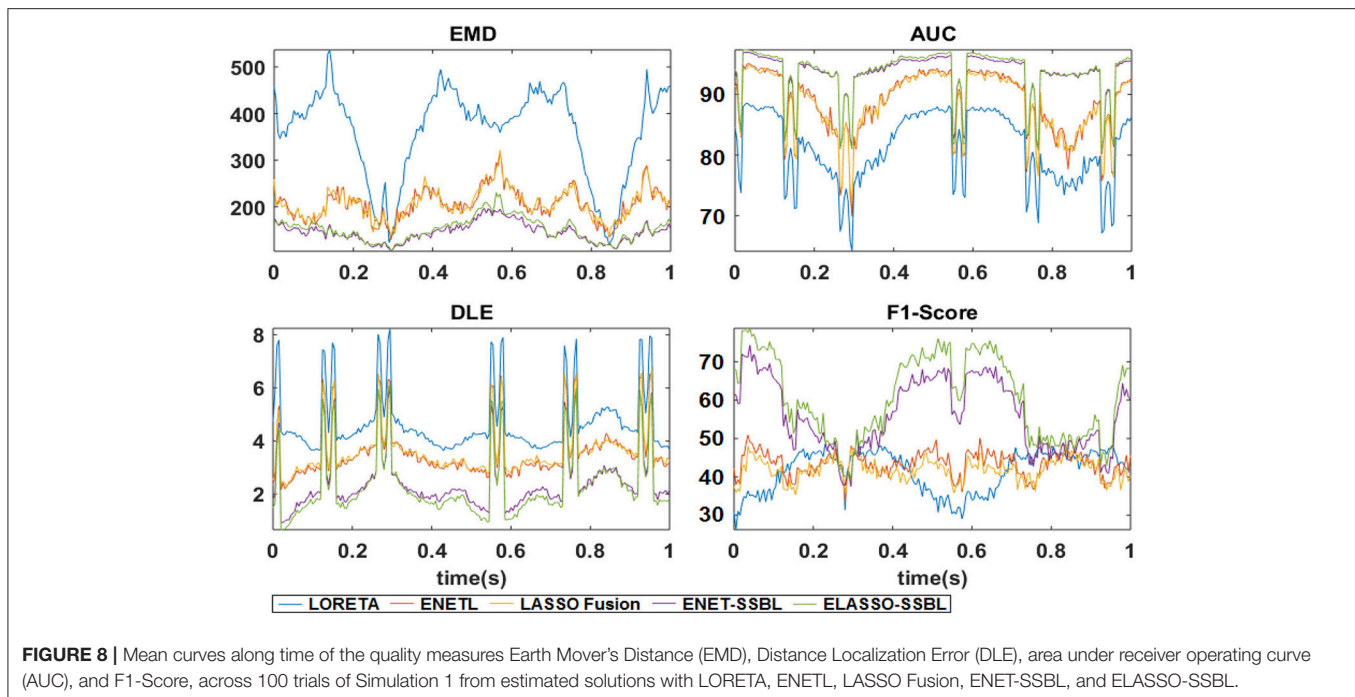 EMD
500
400
300
200
0 0.2 0.4 0.6 0.8 1
AUC
90
80
70
0 0.2 0.4 0.6 0.8 1
DLE
8
6
4
2
0 0.2 0.4 0.6 0.8 1
time(s)
F1-Score
70
60
50
40
30
0 0.2 0.4 0.6 0.8 1
time(s)
LORETA ENETL LASSO Fusion ENET-SSBL ELASSO-SSBL
FIGURE 8 | Mean curves along time of the quality measures Earth Mover's Distance (EMD), Distance Localization Error (DLE), area under receiver operating curve
(AUC), and F1-Score, across 100 trials of Simulation 1 from estimated solutions with LORETA, ENETL, LASSO Fusion, ENET-SSBL, and ELASSO-SSBL.